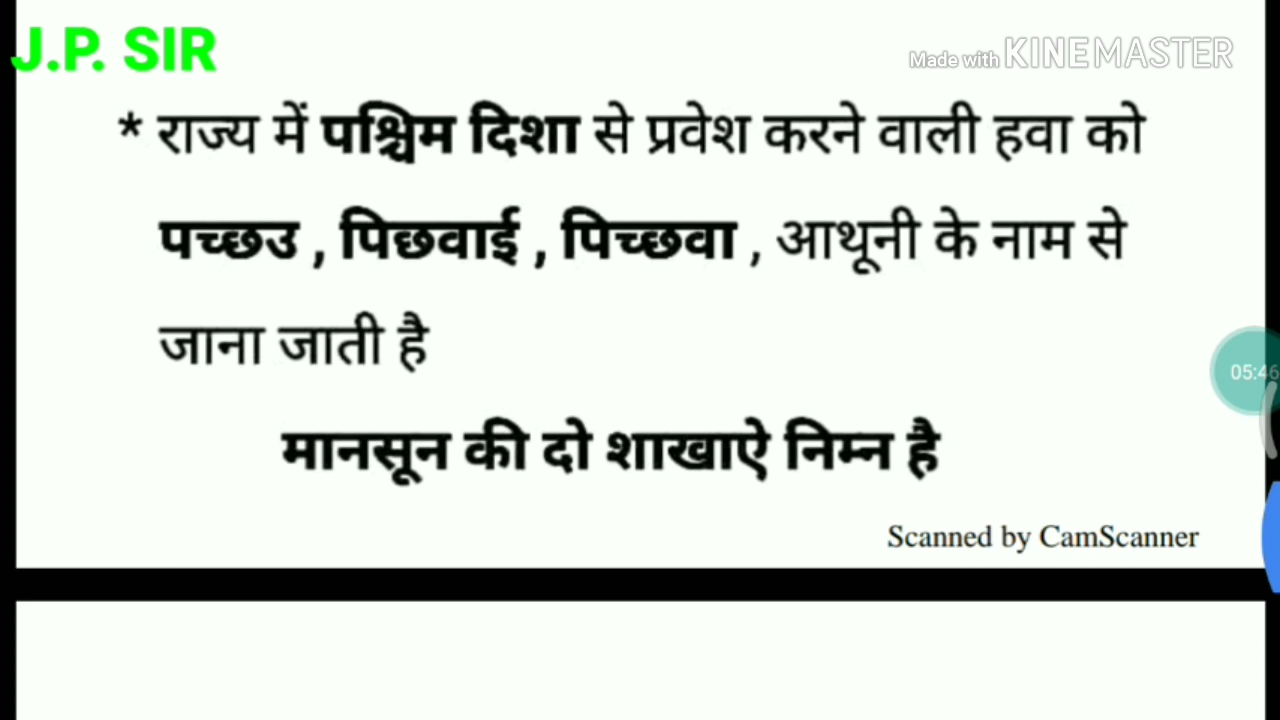 J.P. SIR
Made with KINEMASTER
* राज्य में पश्चिम दिशा से प्रवेश करने वाली हवा को
पच्छउ , पिछवाई , पिच्छवा , आथूनी के नाम से
जाना जाती है
05:46
मानसून की दो शाखाऐ निम्न है
Scanned by CamScanner